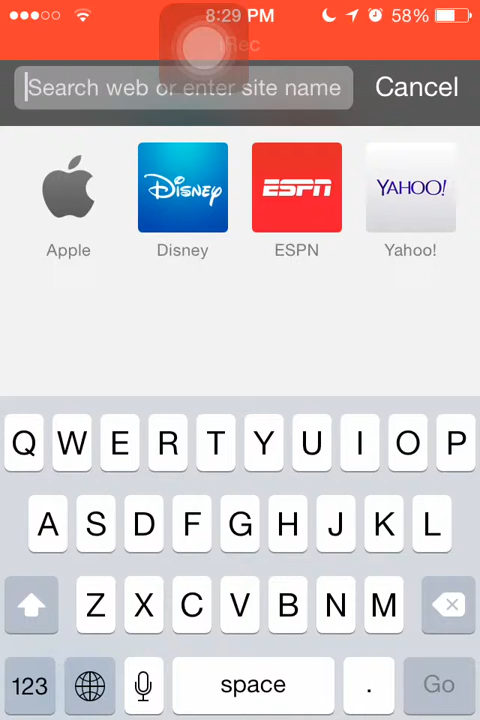 8:29 PM 58%
iRec
Search web or enter site name Cancel
Disney ESPN YAHOO!
Apple Disney ESPN Yahoo!
Q W E R T Y U I O P
A S D F G H J K L
Z X C V B N M
123 space . Go